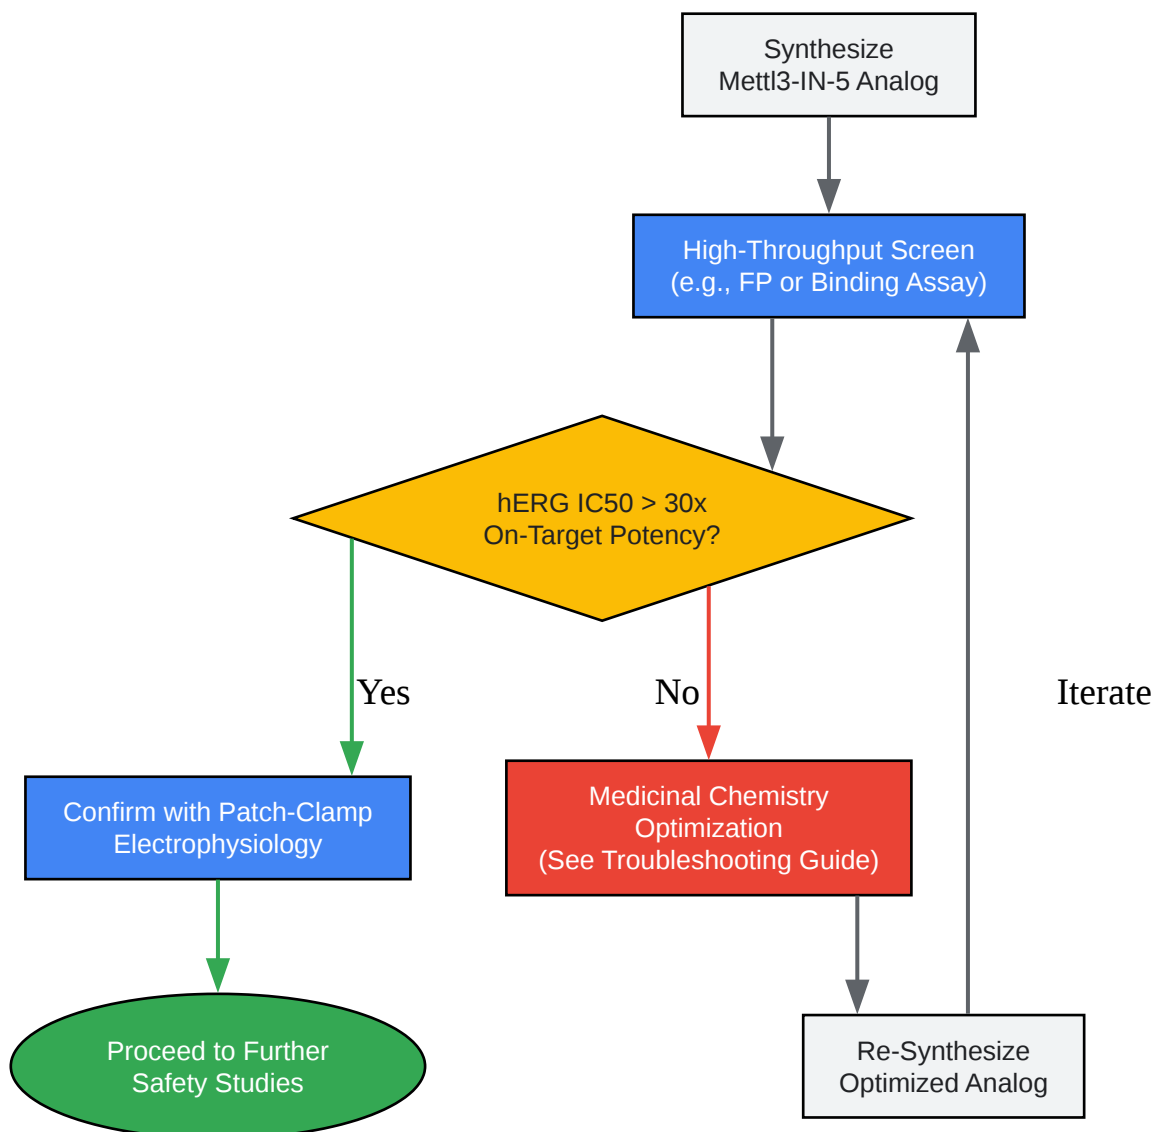 Synthesize
Mettl3-IN-5 Analog
High-Throughput Screen
(e.g., FP or Binding Assay)
hERG IC50 > 30x
On-Target Potency?
Yes
No
Iterate
Confirm with Patch-Clamp
Electrophysiology
Medicinal Chemistry
Optimization
(See Troubleshooting Guide)
Proceed to Further
Safety Studies
Re-Synthesize
Optimized Analog